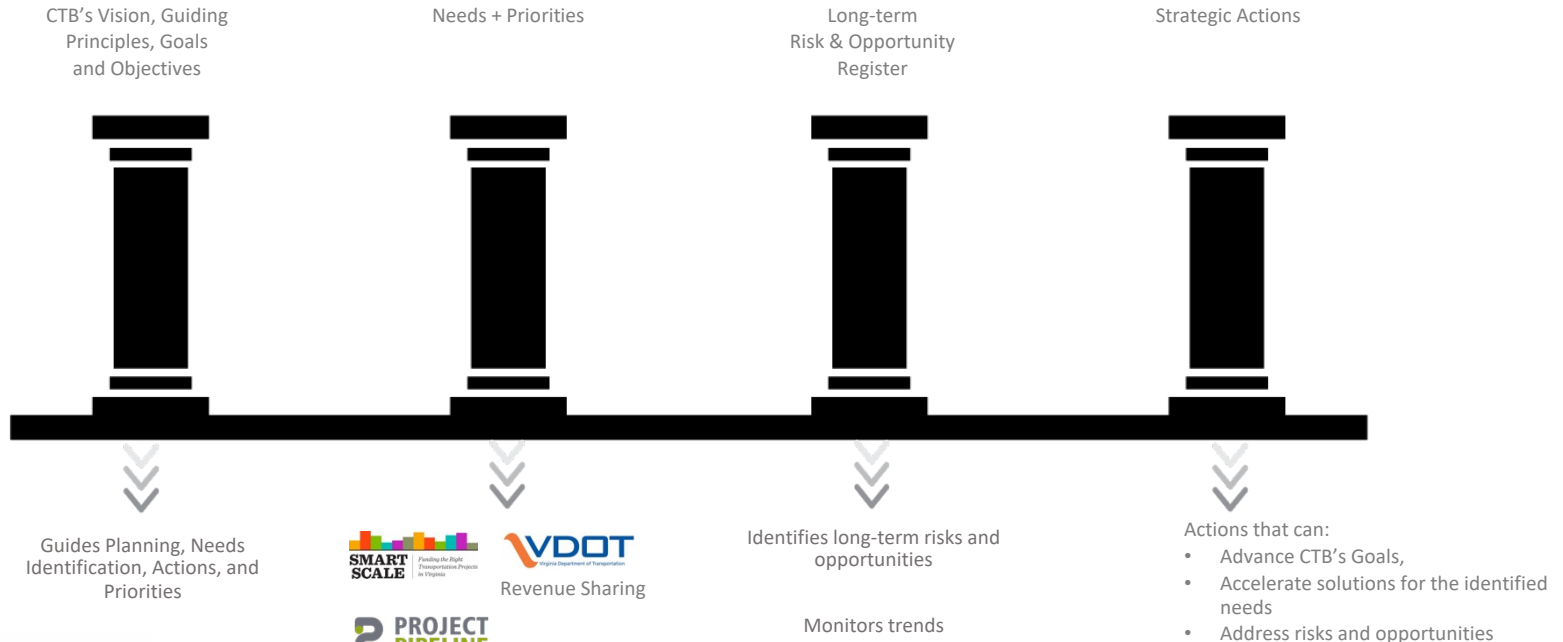 CTB's Vision, Guiding
Principles, Goals
and Objectives
Needs + Priorities
Long-term
Risk & Opportunity
Register
Strategic Actions
Guides Planning, Needs
Identification, Actions, and
Priorities
SMART
SCALE
Funding the Right
Transportation Projects
in Virginia
VDOT
Virginia Department of Transportation
Revenue Sharing
PROJECT
PIPELINE
Identifies long-term risks and
opportunities
Monitors trends
Actions that can:
• Advance CTB's Goals,
• Accelerate solutions for the identified
needs
• Address risks and opportunities